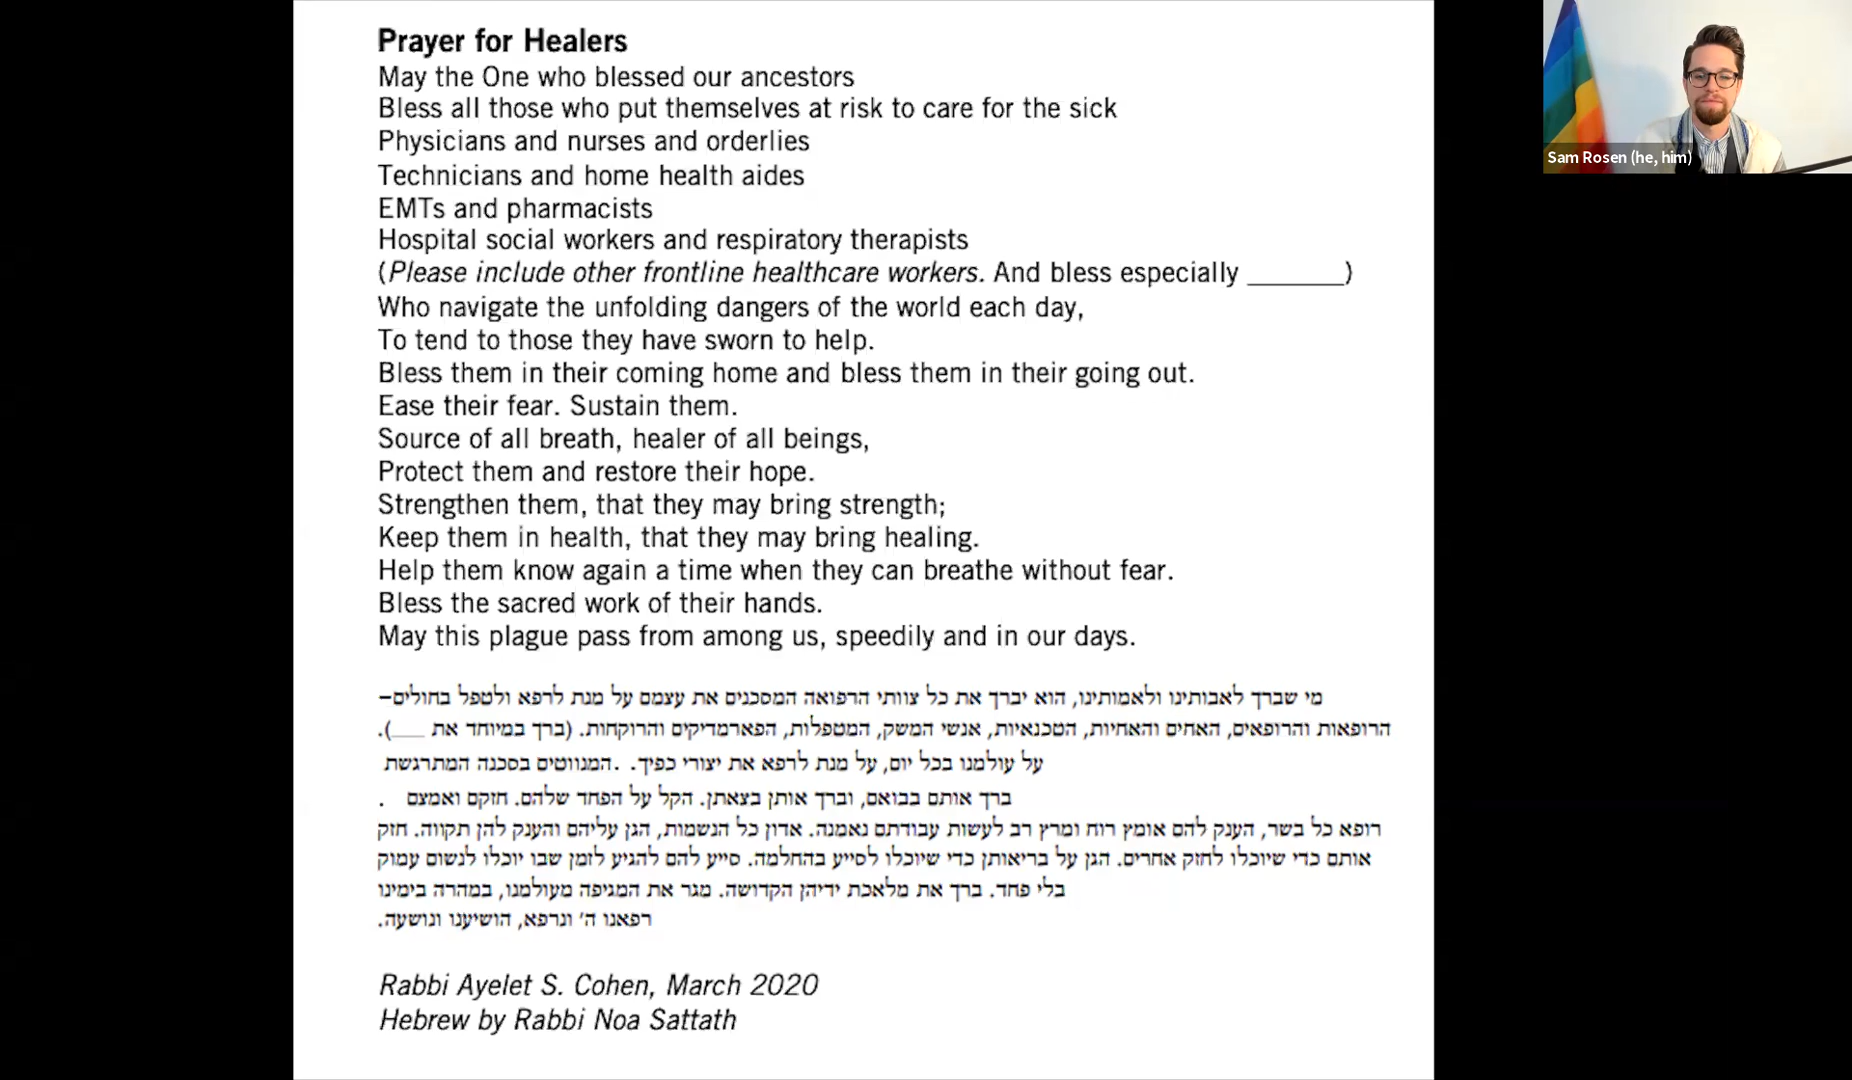 Prayer for Healers
May the One who blessed our ancestors
Bless all those who put themselves at risk to care for the sick
Physicians and nurses and orderlies
Technicians and home health aides
EMTs and pharmacists
Hospital social workers and respiratory therapists
(Please include other frontline healthcare workers. And bless especially _______)
Who navigate the unfolding dangers of the world each day,
To tend to those they have sworn to help.
Bless them in their coming home and bless them in their going out.
Ease their fear. Sustain them.
Source of all breath, healer of all beings,
Protect them and restore their hope.
Strengthen them, that they may bring strength;
Keep them in health, that they may bring healing.
Help them know again a time when they can breathe without fear.
Bless the sacred work of their hands.
May this plague pass from among us, speedily and in our days.
מי שברך לאבותינו ולאמותינו, הוא יברך את כל צוותי הרפואה המסכנים את עצמם על מנת לרפא ולטפל בחולים–
הרופאות והרופאים, האחים והאחיות, הטכנאיות, אנשי המשק, המטפלות, הפארמדיקים והרוקחות. (ברך במיוחד את ___).
על עולמנו בכל יום, על מנת לרפא את יצורי כפיך. .המנווטים בסכנה המתרגשת
ברך אותם בבואם, וברך אותן בצאתן. הקל על הפחד שלהם. חזקם ואמצם .
רופא כל בשר, הענק להם אומץ רוח ומרץ רב לעשות עבודתם נאמנה. אדון כל הנשמות, הגן עליהם והענק להן תקווה. חזק
אותם כדי שיוכלו לחזק אחרים. הגן על בריאותן כדי שיוכלו לסייע בהחלמה. סייע להם להגיע לזמן שבו יוכלו לנשום עמוק
בלי פחד. ברך את מלאכת ידיהן הקדושה. מגר את המגיפה מעולמנו, במהרה בימינו
רפאנו ה' ונרפא, הושיענו ונושעה.
Rabbi Ayelet S. Cohen, March 2020
Hebrew by Rabbi Noa Sattath
Sam Rosen (he, him)